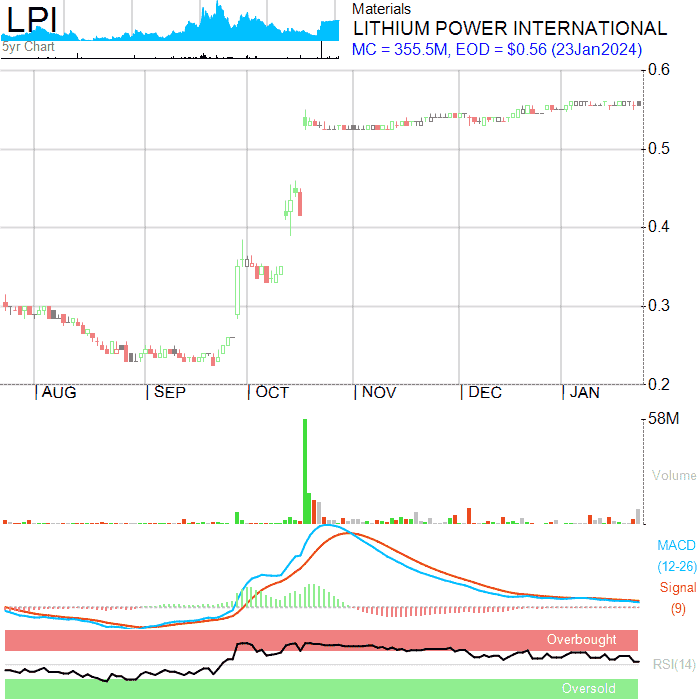 LPI
5yr Chart
Materials
LITHIUM POWER INTERNATIONAL
MC = 355.5M, EOD = $0.56 (23Jan2024)
0.6
0.5
0.4
0.3
0.2
AUG SEP OCT NOV DEC JAN
58M
Volume
MACD
(12-26)
Signal
(9)
Overbought
RSI(14)
Oversold